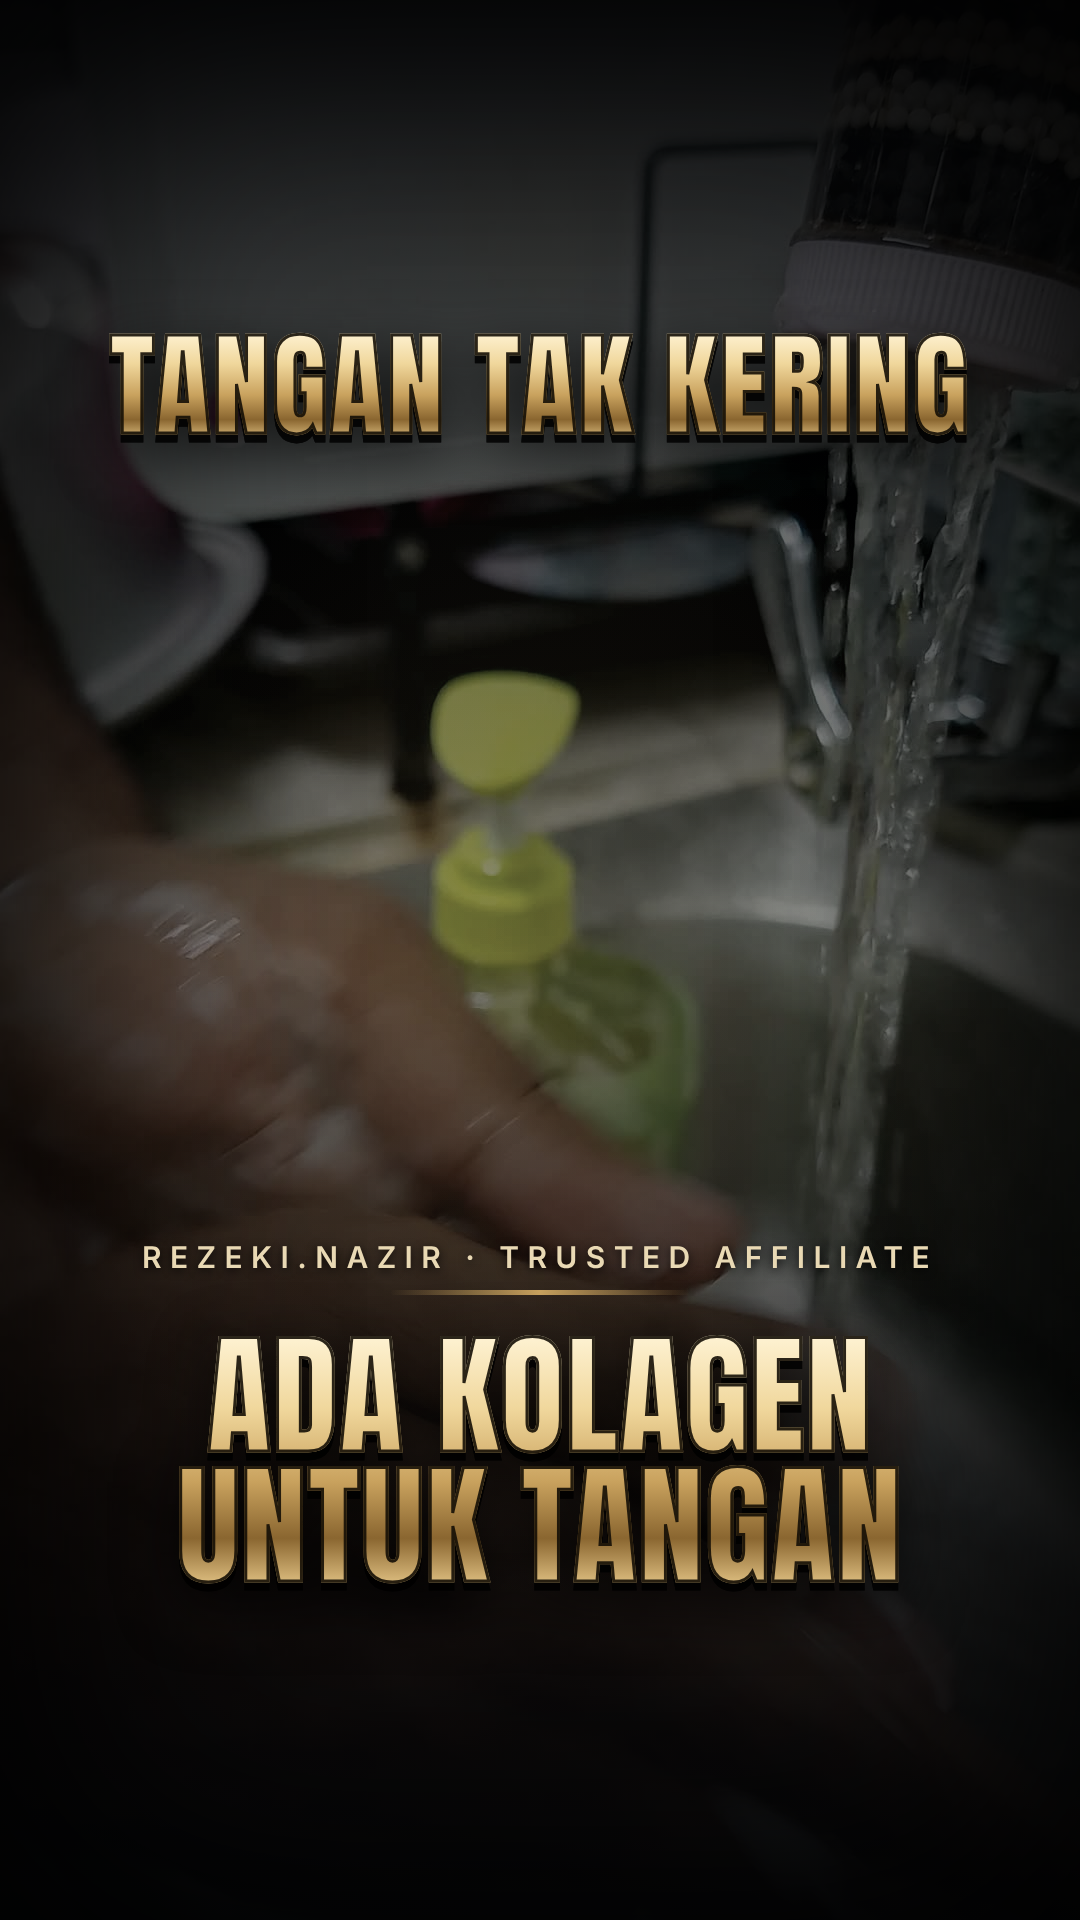 TANGAN TAK KERING
REZEKI.NAZIR · TRUSTED AFFILIATE
ADA KOLAGEN
UNTUK TANGAN